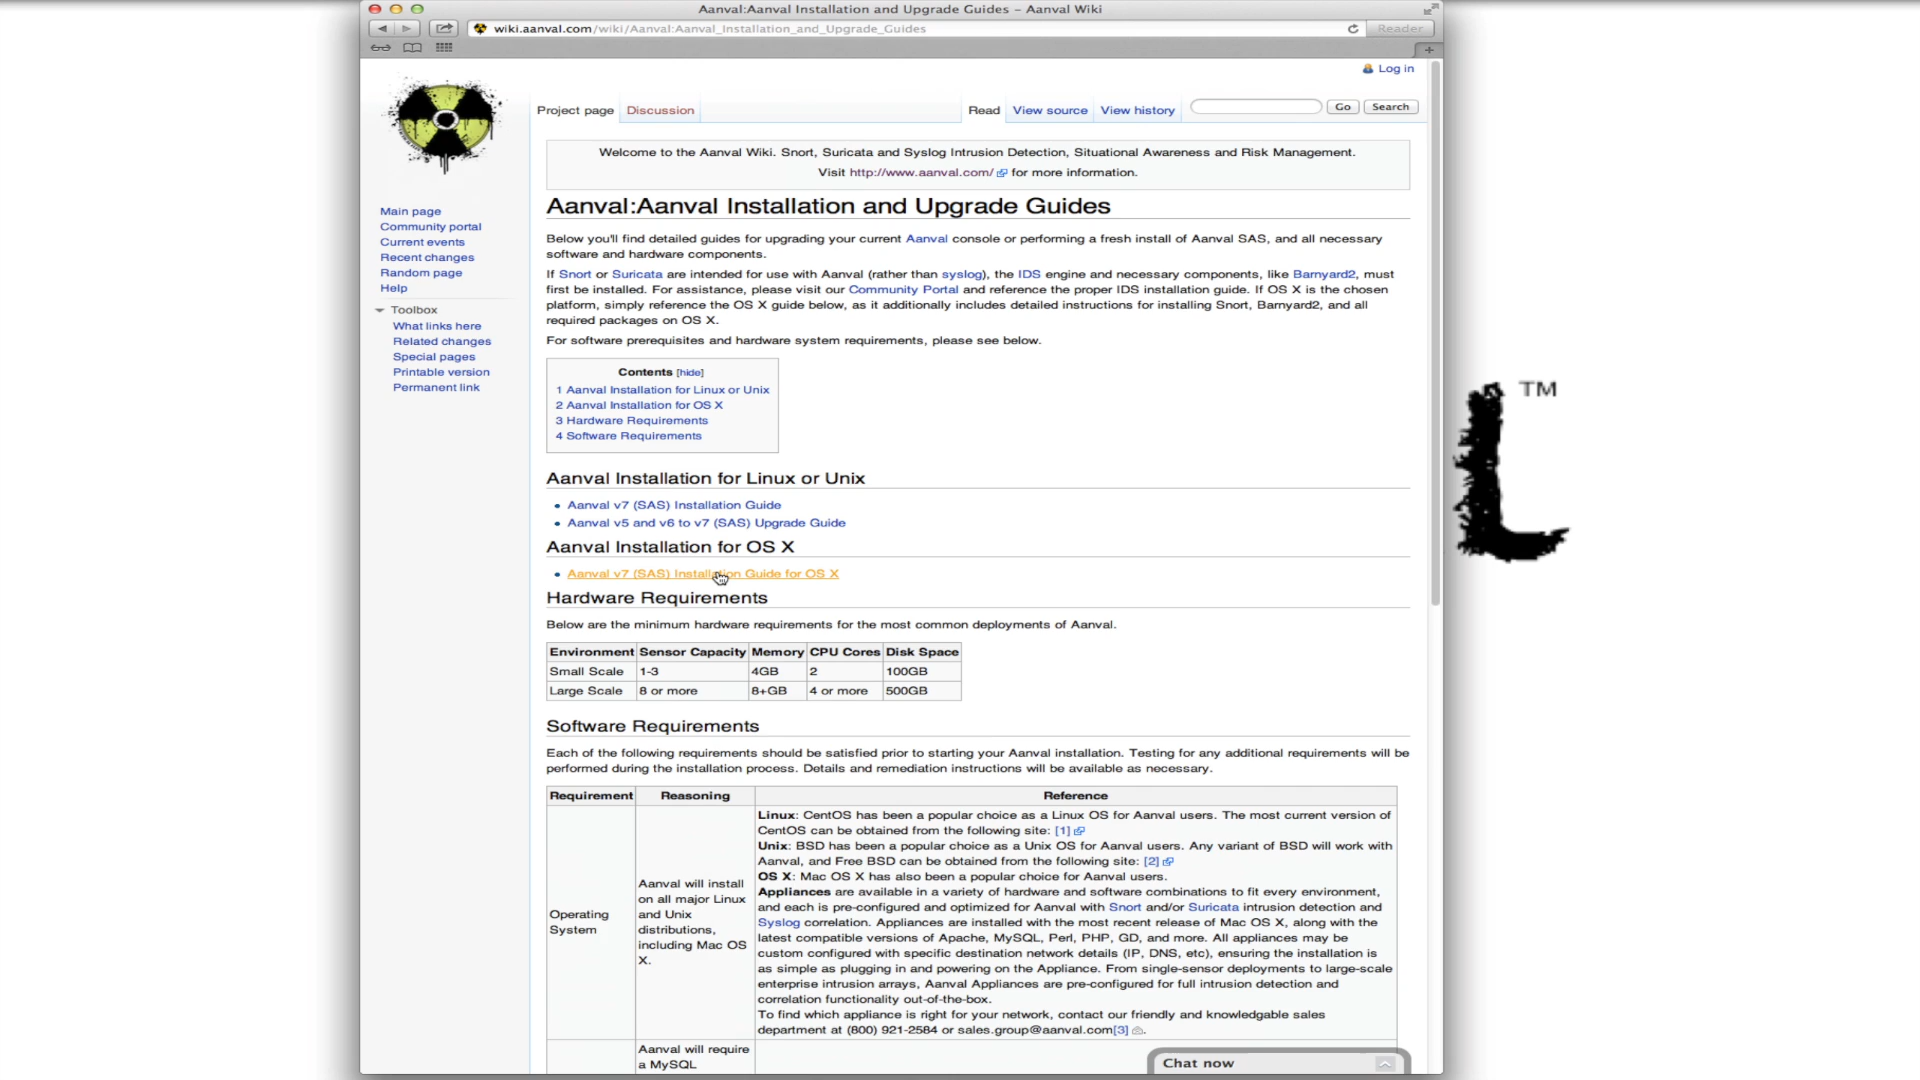 Aanval:Aanval Installation and Upgrade Guides – Aanval Wiki
wiki.aanval.com/wiki/Aanval:Aanval_Installation_and_Upgrade_Guides
Reader
Log in
Project page
Discussion
Read
View source
View history
Go
Search
Welcome to the Aanval Wiki. Snort, Suricata and Syslog Intrusion Detection, Situational Awareness and Risk Management.
Visit http://www.aanval.com/ for more information.
Main page
Community portal
Current events
Recent changes
Random page
Help
Toolbox
What links here
Related changes
Special pages
Printable version
Permanent link
Aanval:Aanval Installation and Upgrade Guides
Below you'll find detailed guides for upgrading your current Aanval console or performing a fresh install of Aanval SAS, and all necessary
software and hardware components.
If Snort or Suricata are intended for use with Aanval (rather than syslog), the IDS engine and necessary components, like Barnyard2, must
first be installed. For assistance, please visit our Community Portal and reference the proper IDS installation guide. If OS X is the chosen
platform, simply reference the OS X guide below, as it additionally includes detailed instructions for installing Snort, Barnyard2, and all
required packages on OS X.
For software prerequisites and hardware system requirements, please see below.
Contents [hide]
1 Aanval Installation for Linux or Unix
2 Aanval Installation for OS X
3 Hardware Requirements
4 Software Requirements
L TM
Aanval Installation for Linux or Unix
• Aanval v7 (SAS) Installation Guide
• Aanval v5 and v6 to v7 (SAS) Upgrade Guide
Aanval Installation for OS X
• Aanval v7 (SAS) Installation Guide for OS X
Hardware Requirements
Below are the minimum hardware requirements for the most common deployments of Aanval.
Environment Sensor Capacity Memory CPU Cores Disk Space
Small Scale 1-3 4GB 2 100GB
Large Scale 8 or more 8+GB 4 or more 500GB
Software Requirements
Each of the following requirements should be satisfied prior to starting your Aanval installation. Testing for any additional requirements will be
performed during the installation process. Details and remediation instructions will be available as necessary.
Requirement Reasoning Reference
Operating
System
Aanval will install
on all major Linux
and Unix
distributions,
including Mac OS
X.
Linux: CentOS has been a popular choice as a Linux OS for Aanval users. The most current version of
CentOS can be obtained from the following site: [1]
Unix: BSD has been a popular choice as a Unix OS for Aanval users. Any variant of BSD will work with
Aanval, and Free BSD can be obtained from the following site: [2]
OS X: Mac OS X has also been a popular choice for Aanval users.
Appliances are available in a variety of hardware and software combinations to fit every environment,
and each is pre-configured and optimized for Aanval with Snort and/or Suricata intrusion detection and
Syslog correlation. Appliances are installed with the most recent release of Mac OS X, along with the
latest compatible versions of Apache, MySQL, Perl, PHP, GD, and more. All appliances may be
custom configured with specific destination network details (IP, DNS, etc), ensuring the installation is
as simple as plugging in and powering on the Appliance. From single-sensor deployments to large-scale
enterprise intrusion arrays, Aanval Appliances are pre-configured for full intrusion detection and
correlation functionality out-of-the-box.
To find which appliance is right for your network, contact our friendly and knowledgable sales
department at (800) 921-2584 or sales.group@aanval.com[3].
Aanval will require
a MySQL
Chat now